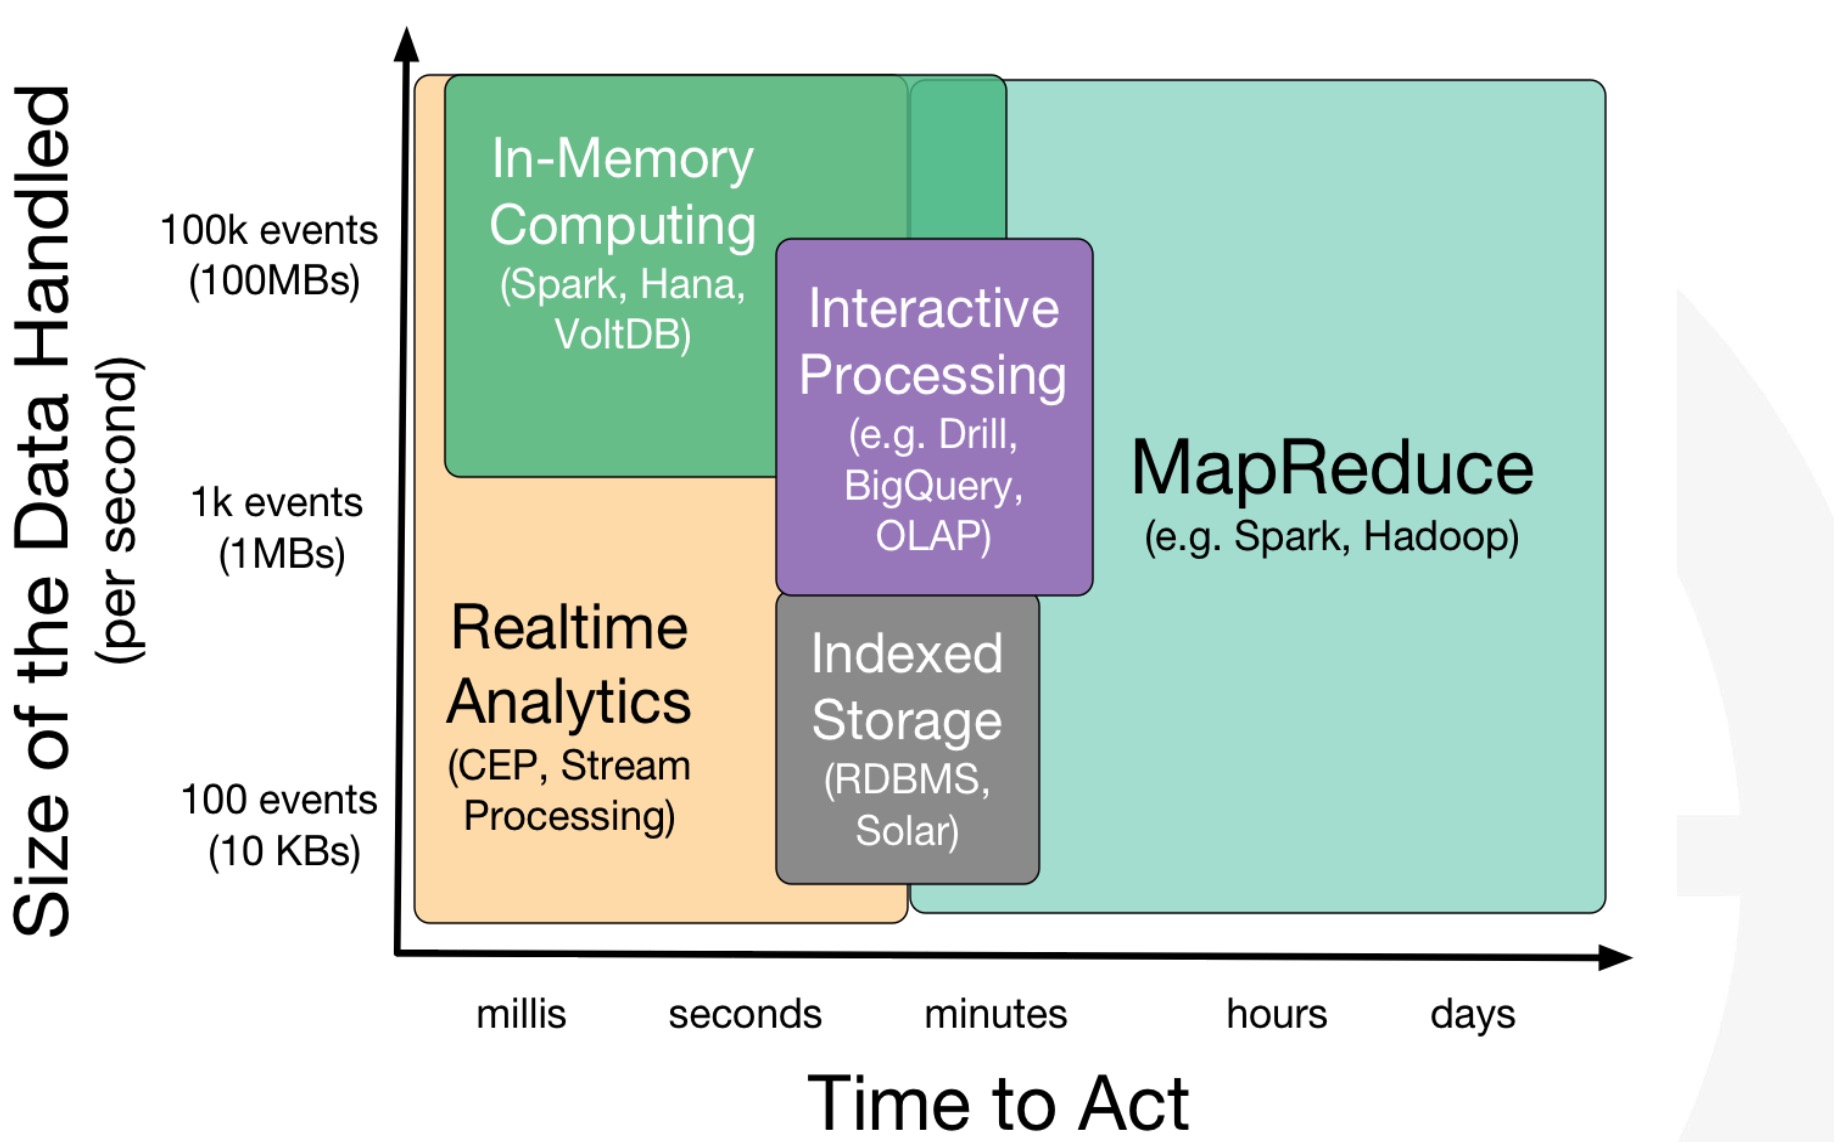 Size of the Data Handled
(per second)
100k events
(100MBs)
1k events
(1MBs)
100 events
(10 KBs)
In-Memory
Computing
(Spark, Hana,
VoltDB)
Interactive
Processing
(e.g. Drill,
BigQuery,
OLAP)
MapReduce
(e.g. Spark, Hadoop)
Realtime
Analytics
(CEP, Stream
Processing)
Indexed
Storage
(RDBMS,
Solar)
millis
seconds
minutes
hours
days
Time to Act